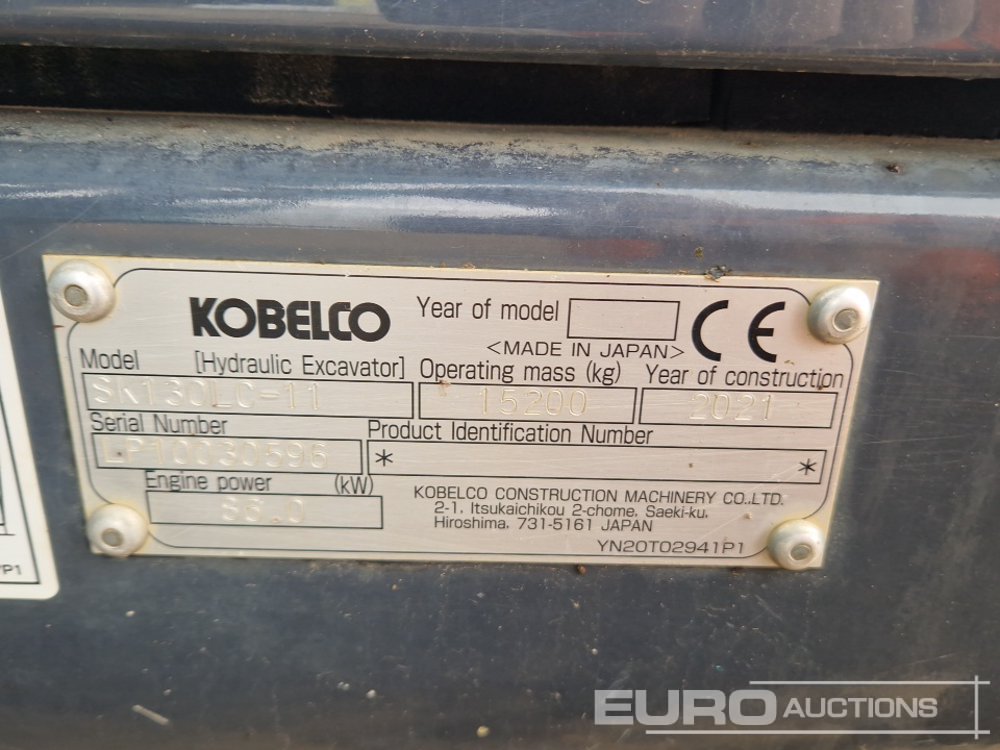 KOBELCO
Year of model
<MADE IN JAPAN>
CE
Model [Hydraulic Excavator]
SK130LC-11
Operating mass (kg)
15200
Year of construction
2021
Serial Number
LP10030596
Product Identification Number
* *
Engine power (kW)
KOBELCO CONSTRUCTION MACHINERY CO.,LTD.
2-1, Itsukaichikou 2-chome, Saeki-ku,
Hiroshima, 731-5161 JAPAN
YN20T02941P1
P1
EURO AUCTIONS